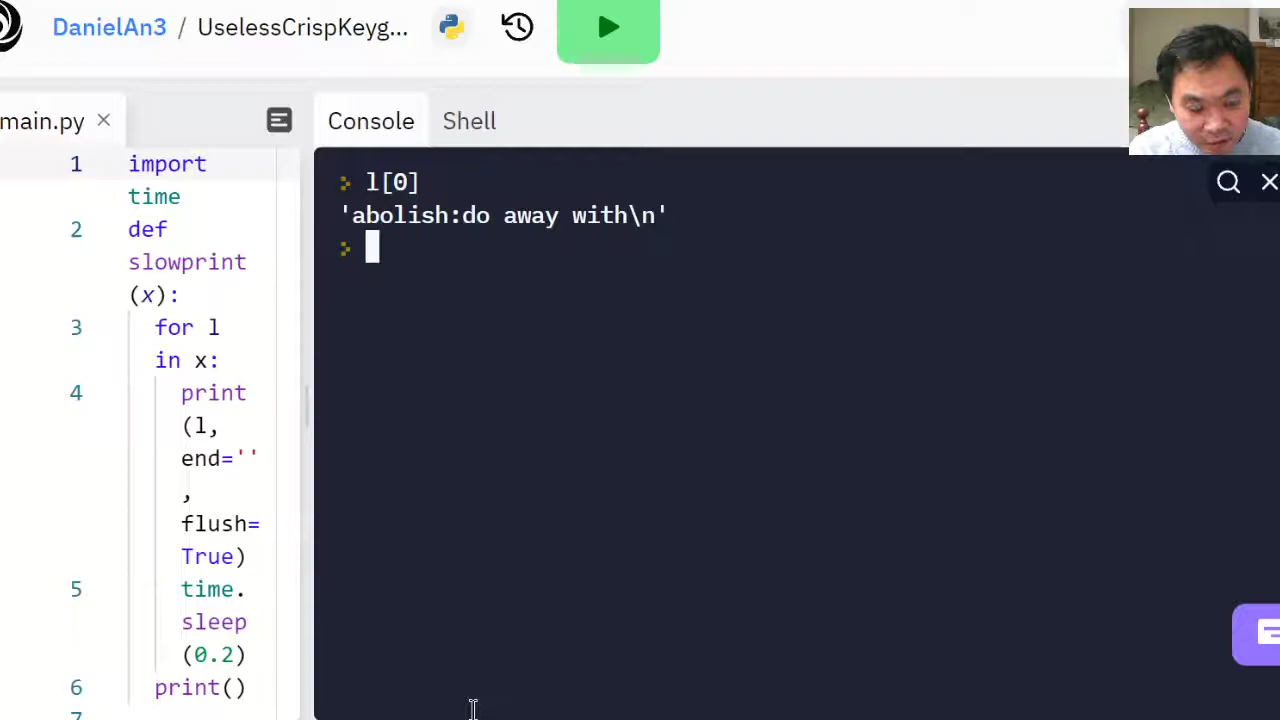 DanielAn3 / UselessCrispKeyg...
main.py
Console
Shell
1 import
time
2 def
slowprint
(x):
3 for l
in x:
4 print
(l,
end=''
,
flush=
True)
5 time.
sleep
(0.2)
6 print()
7
> l[0]
'abolish:do away with\n'
>